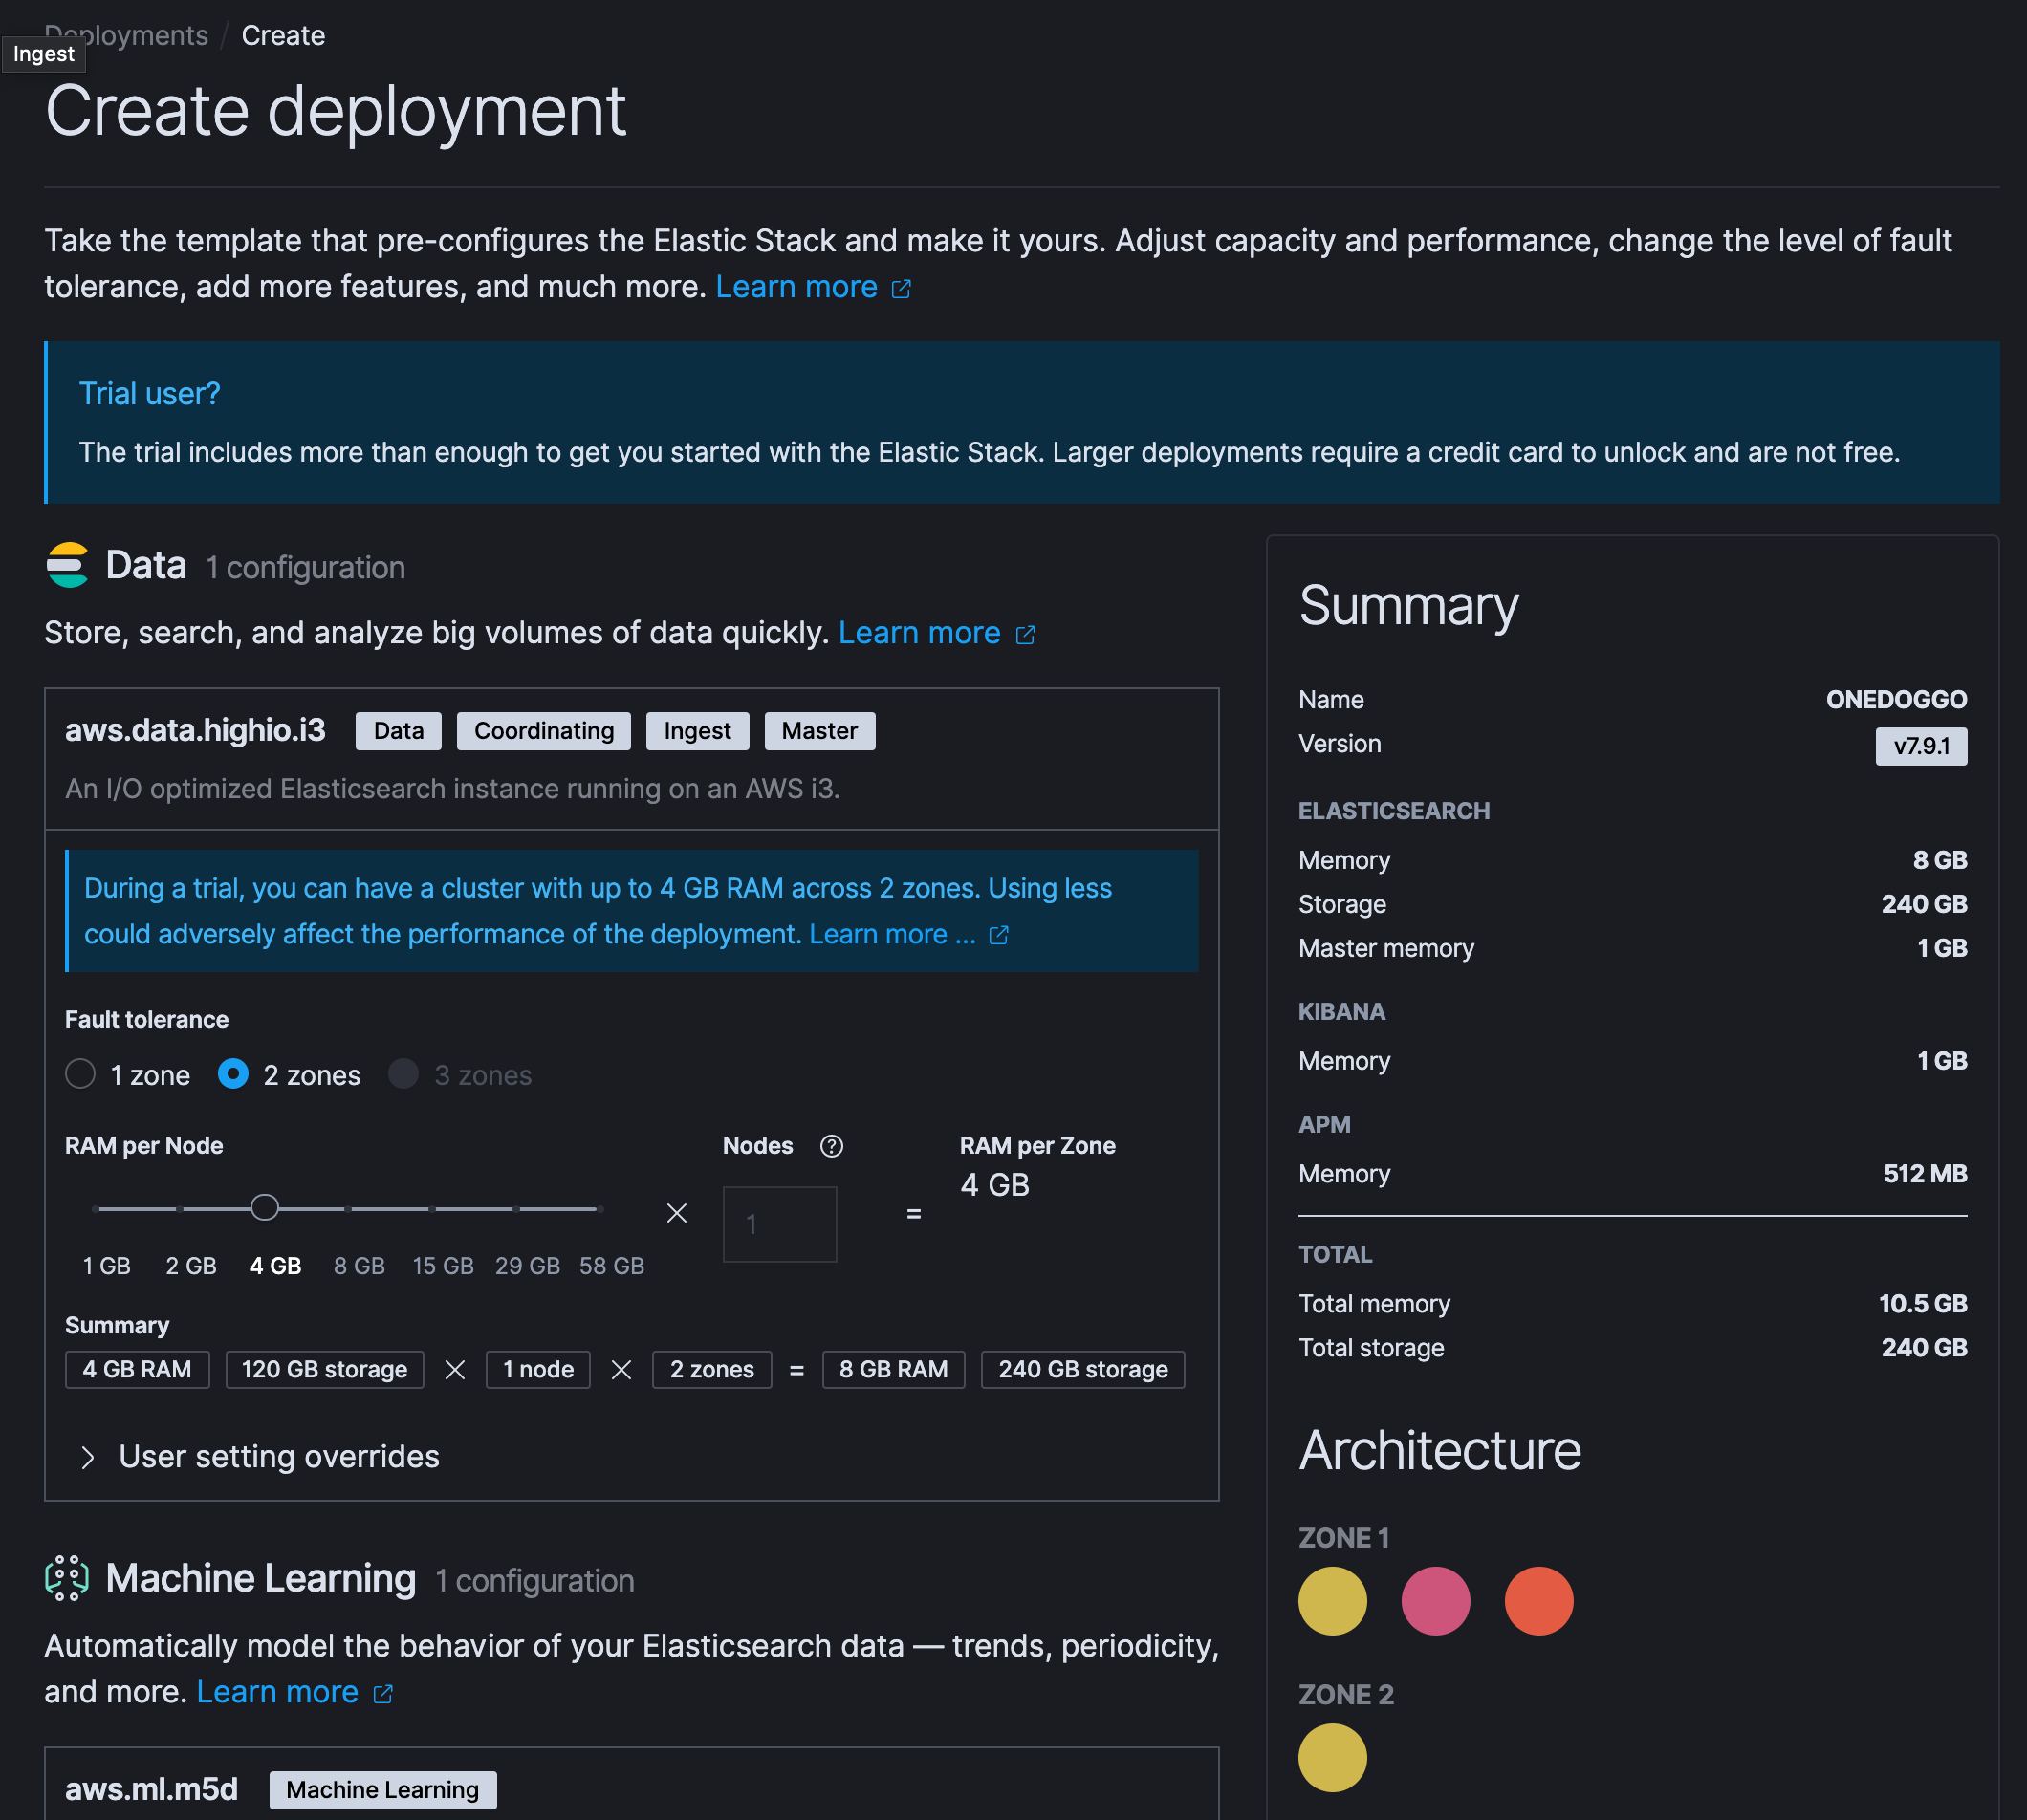 Deployments / Create
Ingest
Create deployment
Take the template that pre-configures the Elastic Stack and make it yours. Adjust capacity and performance, change the level of fault
tolerance, add more features, and much more. Learn more
Trial user?
The trial includes more than enough to get you started with the Elastic Stack. Larger deployments require a credit card to unlock and are not free.
Data 1 configuration
Store, search, and analyze big volumes of data quickly. Learn more
aws.data.highio.i3 Data Coordinating Ingest Master
An I/O optimized Elasticsearch instance running on an AWS i3.
During a trial, you can have a cluster with up to 4 GB RAM across 2 zones. Using less
could adversely affect the performance of the deployment. Learn more ...
Fault tolerance
1 zone 2 zones 3 zones
RAM per Node Nodes RAM per Zone
4 GB
× 1 =
1 GB 2 GB 4 GB 8 GB 15 GB 29 GB 58 GB
Summary
4 GB RAM 120 GB storage × 1 node × 2 zones = 8 GB RAM 240 GB storage
User setting overrides
Machine Learning 1 configuration
Automatically model the behavior of your Elasticsearch data — trends, periodicity,
and more. Learn more
aws.ml.m5d Machine Learning
Summary
Name ONEDOGGO
Version v7.9.1
ELASTICSEARCH
Memory 8 GB
Storage 240 GB
Master memory 1 GB
KIBANA
Memory 1 GB
APM
Memory 512 MB
TOTAL
Total memory 10.5 GB
Total storage 240 GB
Architecture
ZONE 1
ZONE 2